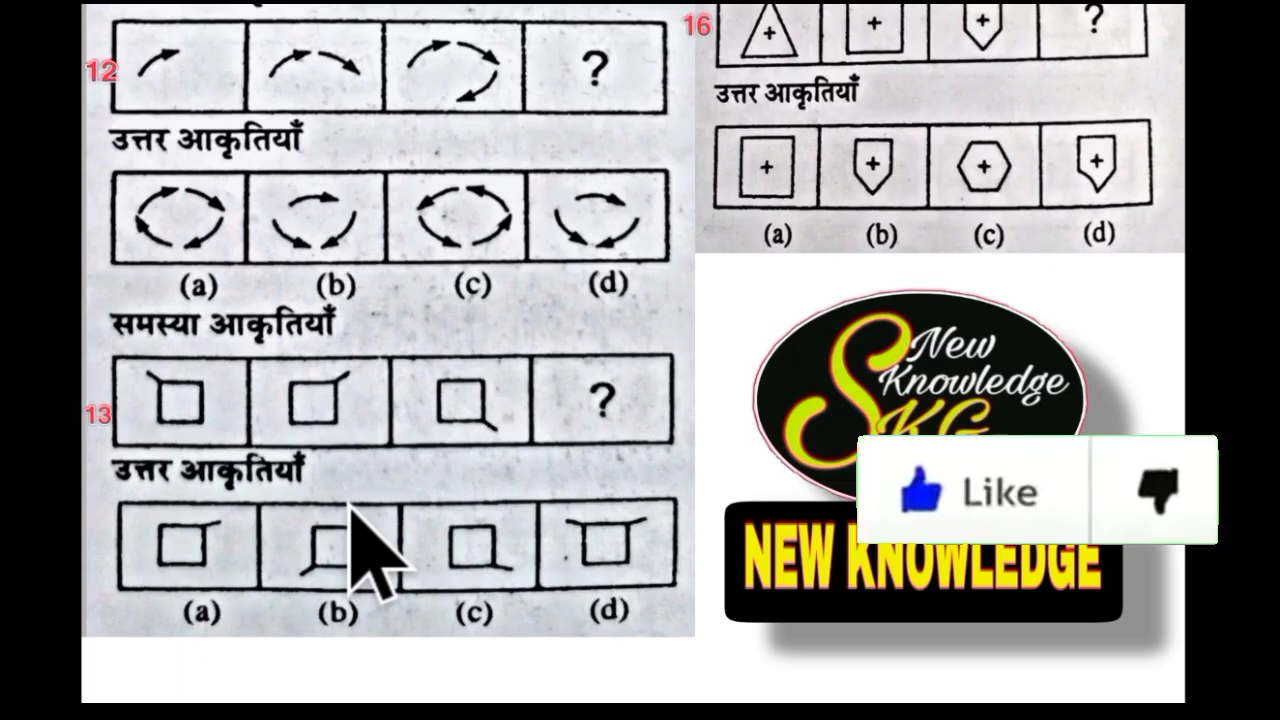 12
?
उत्तर आकृतियाँ
(a) (b) (c) (d)
समस्या आकृतियाँ
13
?
उत्तर आकृतियाँ
(a) (b) (c) (d)
16
+ + + ?
उत्तर आकृतियाँ
+ + + +
(a) (b) (c) (d)
New
Knowledge
SKG
Like
NEW KNOWLEDGE